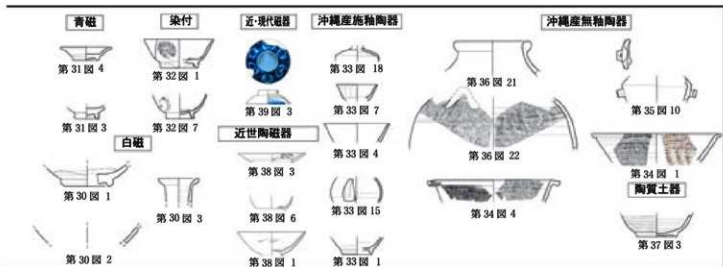 青磁
第31図 4
第31図 3
白磁
第30図 1
第30図 3
第30図 2
染付
第32図 1
第32図 7
近・現代磁器
第39図 3
近世陶磁器
第38図 3
第38図 6
第38図 1
沖縄産施釉陶器
第33図 18
第33図 7
第33図 4
第33図 15
第33図 1
沖縄産無釉陶器
第36図 21
第36図 22
第34図 4
第35図 10
第34図 1
陶質土器
第37図 3